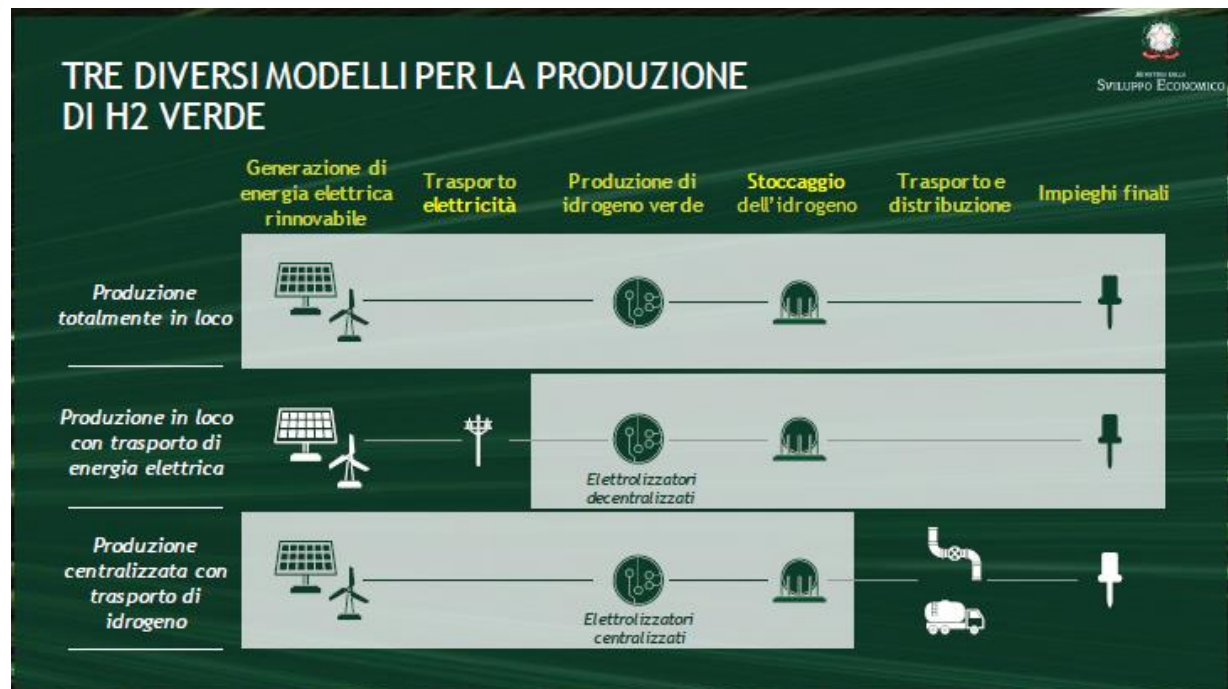 TRE DIVERSI MODELLI PER LA PRODUZIONE
DI H2 VERDE
MINISTERO DELLO
SVILUPPO ECONOMICO
Generazione di
energia elettrica
rinnovabile
Trasporto
elettricità
Produzione di
idrogeno verde
Stoccaggio
dell'idrogeno
Trasporto e
distribuzione
Impieghi finali
Produzione
totalmente in loco
Produzione in loco
con trasporto di
energia elettrica
Elettrolizzatori
decentralizzati
Produzione
centralizzata con
trasporto di
idrogeno
Elettrolizzatori
centralizzati